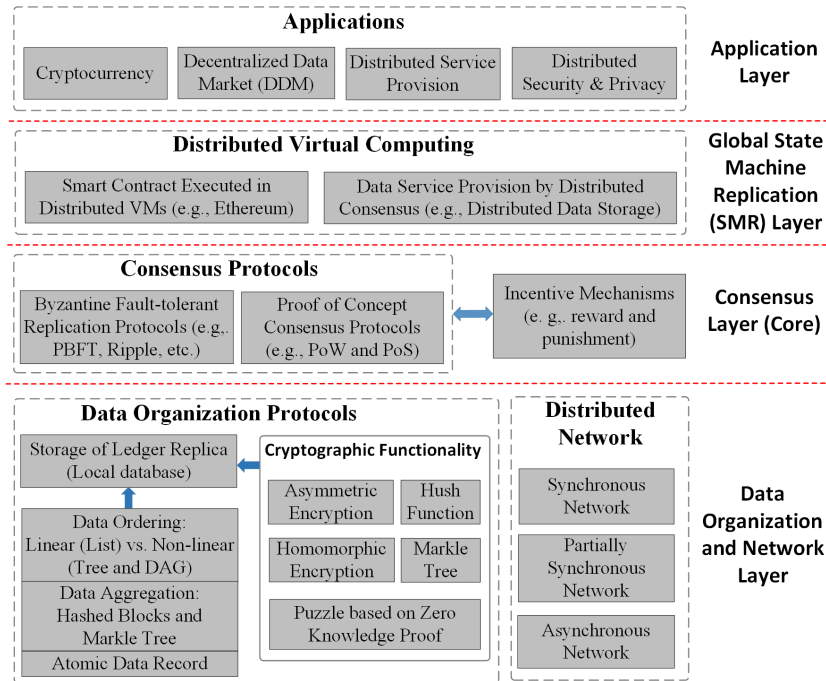 Applications
Cryptocurrency
Decentralized Data
Market (DDM)
Distributed Service
Provision
Distributed
Security & Privacy
Application
Layer
Distributed Virtual Computing
Smart Contract Executed in
Distributed VMs (e.g., Ethereum)
Data Service Provision by Distributed
Consensus (e.g., Distributed Data Storage)
Global State
Machine
Replication
(SMR) Layer
Consensus Protocols
Byzantine Fault-tolerant
Replication Protocols (e.g,.
PBFT, Ripple, etc.)
Proof of Concept
Consensus Protocols
(e.g., PoW and PoS)
Incentive Mechanisms
(e. g,. reward and
punishment)
Consensus
Layer (Core)
Data Organization Protocols
Storage of Ledger Replica
(Local database)
Data Ordering:
Linear (List) vs. Non-linear
(Tree and DAG)
Data Aggregation:
Hashed Blocks and
Markle Tree
Atomic Data Record
Cryptographic Functionality
Asymmetric
Encryption
Hush
Function
Homomorphic
Encryption
Markle
Tree
Puzzle based on Zero
Knowledge Proof
Distributed
Network
Synchronous
Network
Partially
Synchronous
Network
Asynchronous
Network
Data
Organization
and Network
Layer